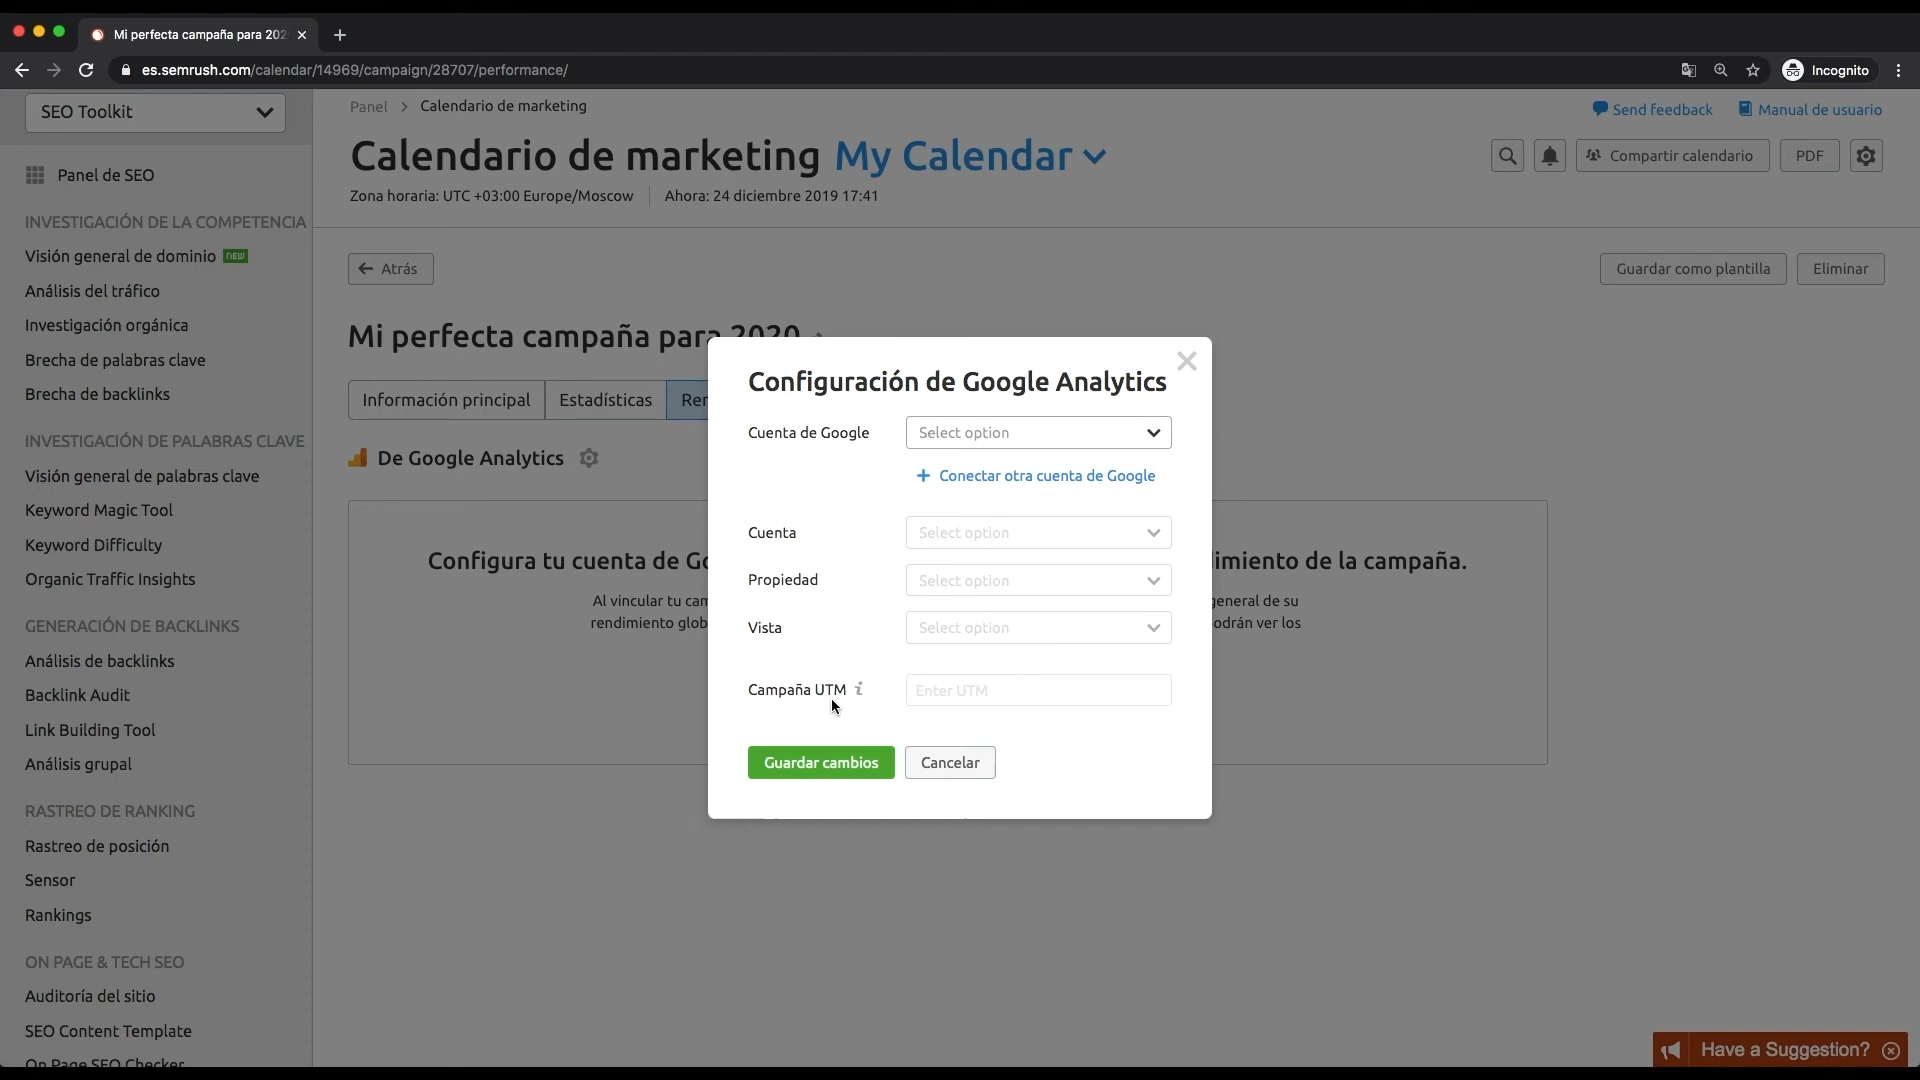 Mi perfecta campaña para 202
es.semrush.com/calendar/14969/campaign/28707/performance/
Incognito
SEO Toolkit
Panel de SEO
INVESTIGACIÓN DE LA COMPETENCIA
Visión general de dominio NEW
Análisis del tráfico
Investigación orgánica
Brecha de palabras clave
Brecha de backlinks
INVESTIGACIÓN DE PALABRAS CLAVE
Visión general de palabras clave
Keyword Magic Tool
Keyword Difficulty
Organic Traffic Insights
GENERACIÓN DE BACKLINKS
Análisis de backlinks
Backlink Audit
Link Building Tool
Análisis grupal
RASTREO DE RANKING
Rastreo de posición
Sensor
Rankings
ON PAGE & TECH SEO
Auditoría del sitio
SEO Content Template
On Page SEO Checker
Panel > Calendario de marketing
Send feedback
Manual de usuario
Calendario de marketing My Calendar
Compartir calendario
PDF
Zona horaria: UTC +03:00 Europe/Moscow
Ahora: 24 diciembre 2019 17:41
Atrás
Guardar como plantilla
Eliminar
Mi perfecta campaña para 2020
Información principal
Estadísticas
Ren
De Google Analytics
Configura tu cuenta de Go
imiento de la campaña.
Al vincular tu cam
general de su
rendimiento glob
odrán ver los
Configuración de Google Analytics
Cuenta de Google
Select option
+ Conectar otra cuenta de Google
Cuenta
Select option
Propiedad
Select option
Vista
Select option
Campaña UTM i
Enter UTM
Guardar cambios
Cancelar
Have a Suggestion?